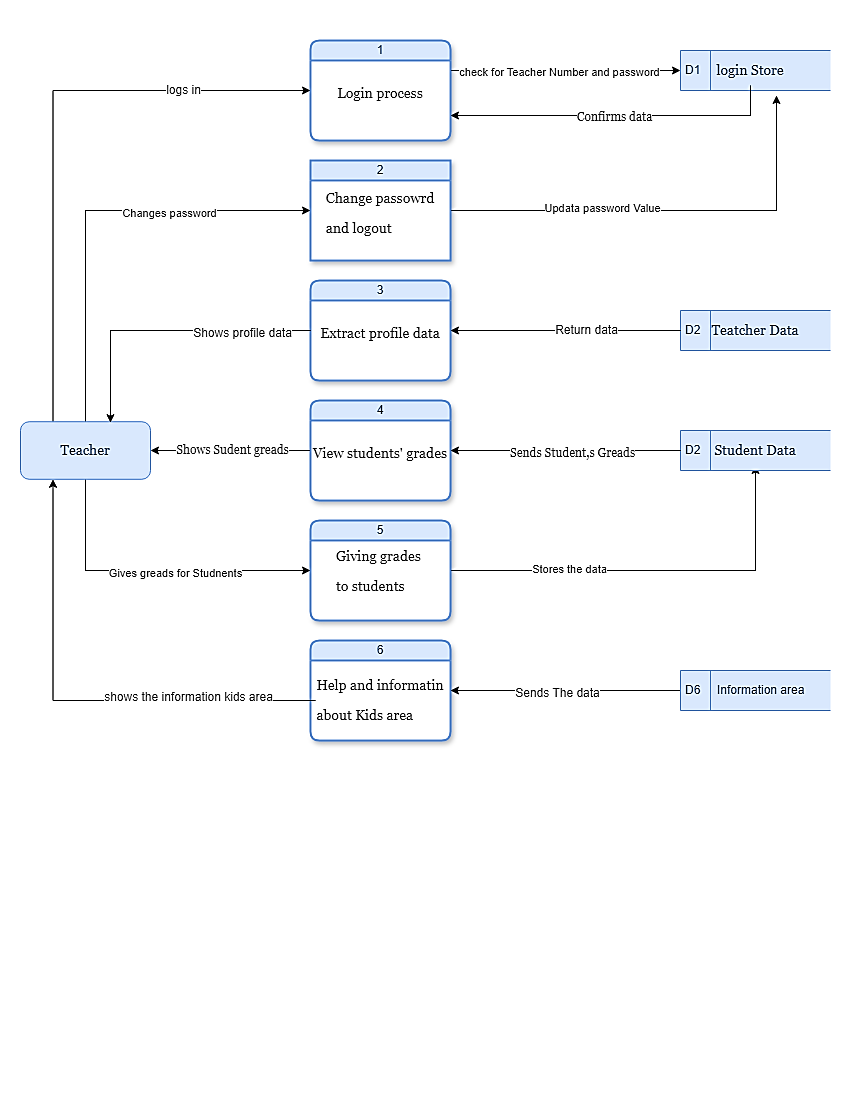 1
Login process
logs in
check for Teacher Number and password
D1
login Store
Confirms data
2
Change passowrd
and logout
Changes password
Updata password Value
3
Extract profile data
Shows profile data
Return data
D2
Teatcher Data
Teacher
4
View students' grades
Shows Sudent greads
Sends Student,s Greads
D2
Student Data
5
Giving grades
to students
Gives greads for Studnents
Stores the data
6
Help and informatin
about Kids area
shows the information kids area
Sends The data
D6
Information area